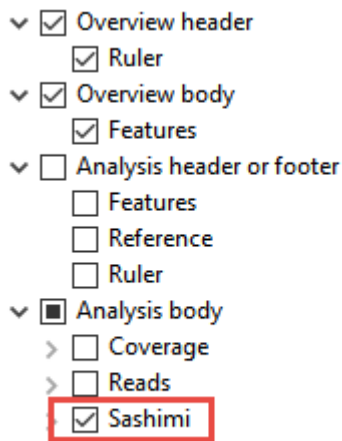 Overview header
Ruler
Overview body
Features
Analysis header or footer
Features
Reference
Ruler
Analysis body
Coverage
Reads
Sashimi